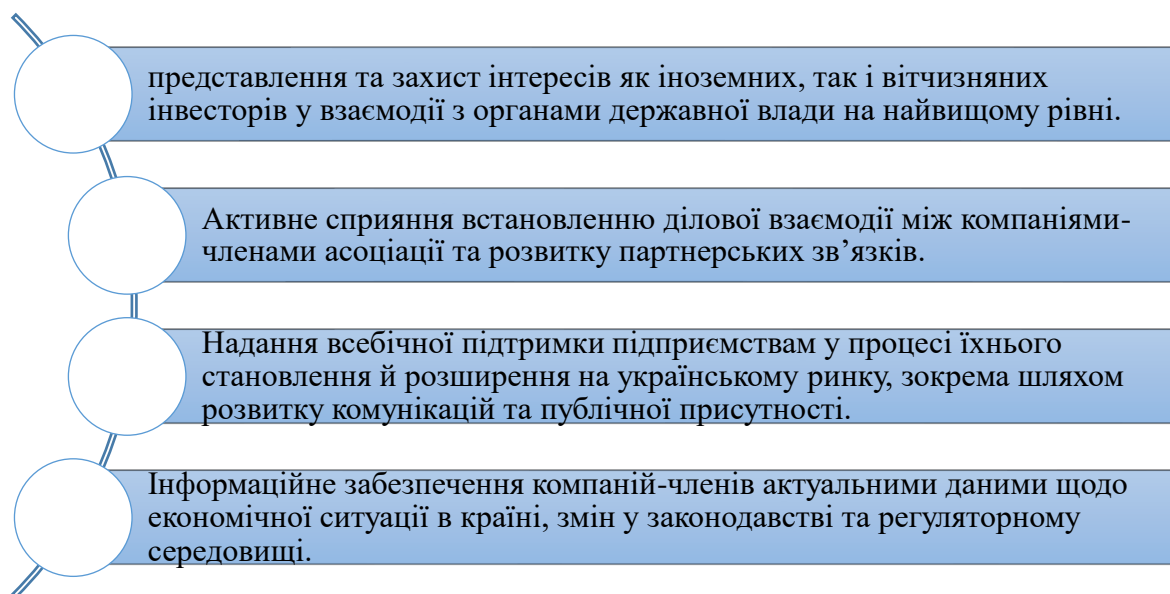 представлення та захист інтересів як іноземних, так і вітчизняних
інвесторів у взаємодії з органами державної влади на найвищому рівні.
Активне сприяння встановленню ділової взаємодії між компаніями-
членами асоціації та розвитку партнерських зв’язків.
Надання всебічної підтримки підприємствам у процесі їхнього
становлення й розширення на українському ринку, зокрема шляхом
розвитку комунікацій та публічної присутності.
Інформаційне забезпечення компаній-членів актуальними даними щодо
економічної ситуації в країні, змін у законодавстві та регуляторному
середовищі.